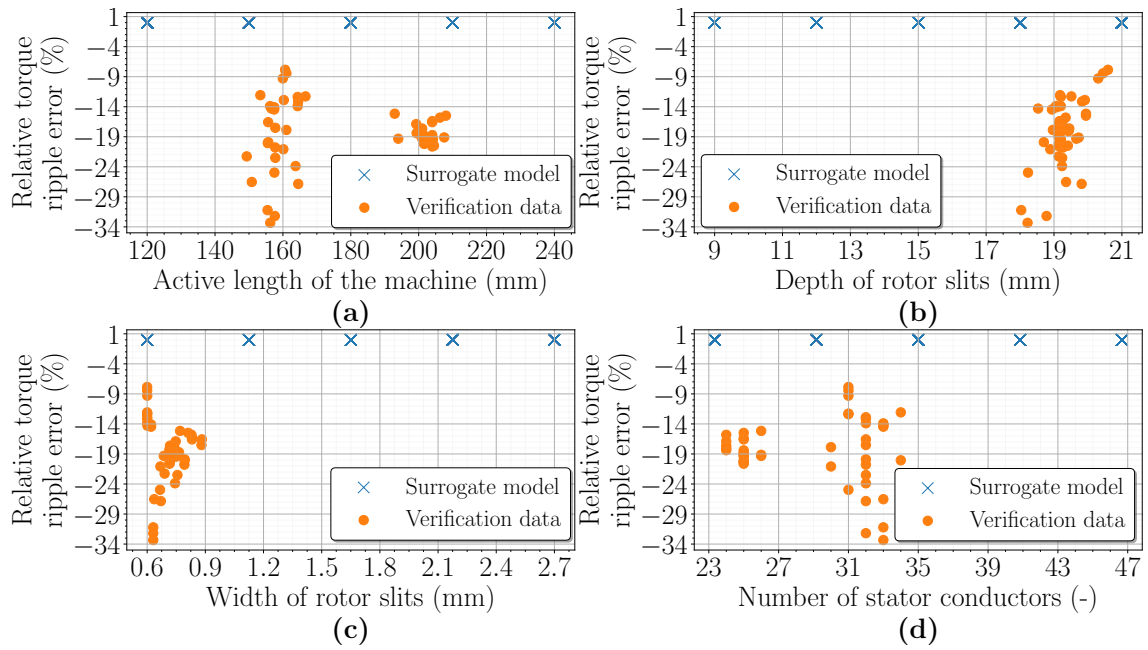 1
−4
−9
−14
−19
−24
−29
−34
Relative torque
ripple error (%)
Surrogate model
Verification data
120 140 160 180 200 220 240
Active length of the machine (mm)
(a)
1
−4
−9
−14
−19
−24
−29
−34
Relative torque
ripple error (%)
Surrogate model
Verification data
9 11 13 15 17 19 21
Depth of rotor slits (mm)
(b)
1
−4
−9
−14
−19
−24
−29
−34
Relative torque
ripple error (%)
Surrogate model
Verification data
0.6 0.9 1.2 1.5 1.8 2.1 2.4 2.7
Width of rotor slits (mm)
(c)
1
−4
−9
−14
−19
−24
−29
−34
Relative torque
ripple error (%)
Surrogate model
Verification data
23 27 31 35 39 43 47
Number of stator conductors (-)
(d)